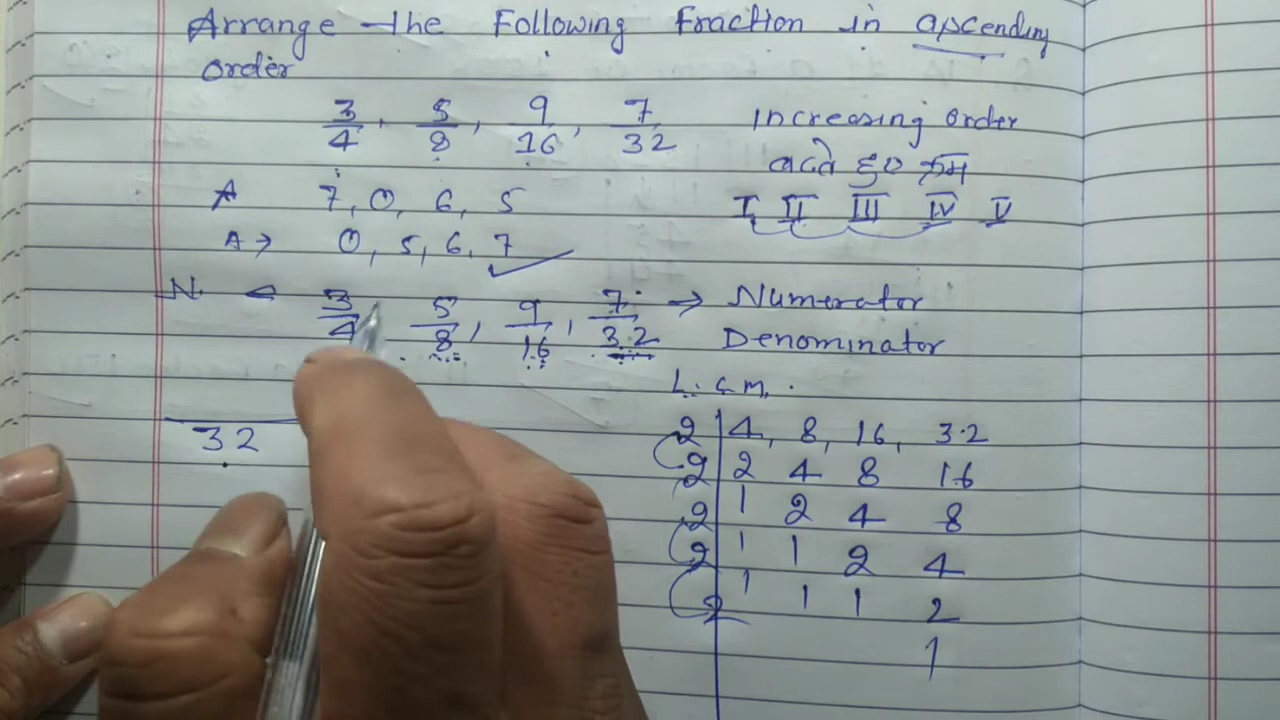 Arrange the Following Fraction in ascending
order
3/4, 5/8, 9/16, 7/32
Increasing order
बढते हुए क्रम
I II III IV V
A 7, 0, 6, 5
A → 0, 5, 6, 7 ✓
N. ← 3/4, 5/8, 9/16, 7/32 → Numerator
Denominator
L.C.M.
32
2 | 4, 8, 16, 32
2 | 2 4 8 16
2 | 1 2 4 8
2 | 1 1 2 4
2 | 1 1 1 2
1